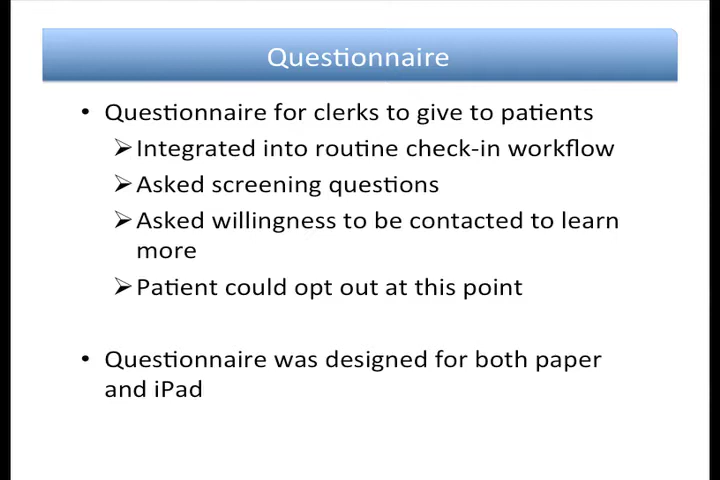 Questionnaire
• Questionnaire for clerks to give to patients
➢Integrated into routine check-in workflow
➢Asked screening questions
➢Asked willingness to be contacted to learn
more
➢Patient could opt out at this point
• Questionnaire was designed for both paper
and iPad